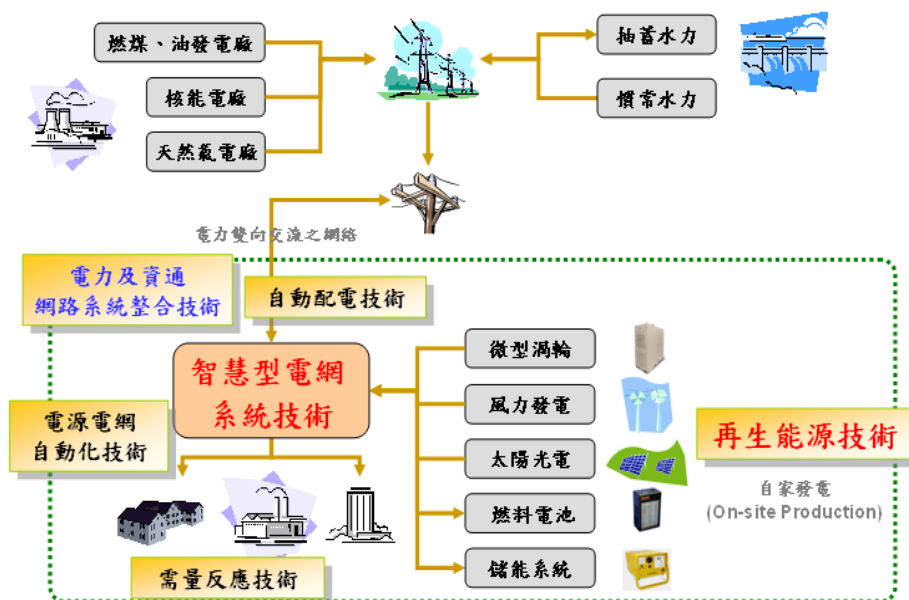 燃煤、油發電廠
抽蓄水力
核能電廠
慣常水力
天然氣電廠
電力雙向交流之網絡
電力及資通
網路系統整合技術
自動配電技術
智慧型電網
系統技術
微型渦輪
風力發電
電源電網
自動化技術
再生能源技術
太陽光電
自家發電
(On-site Production)
燃料電池
儲能系統
需量反應技術